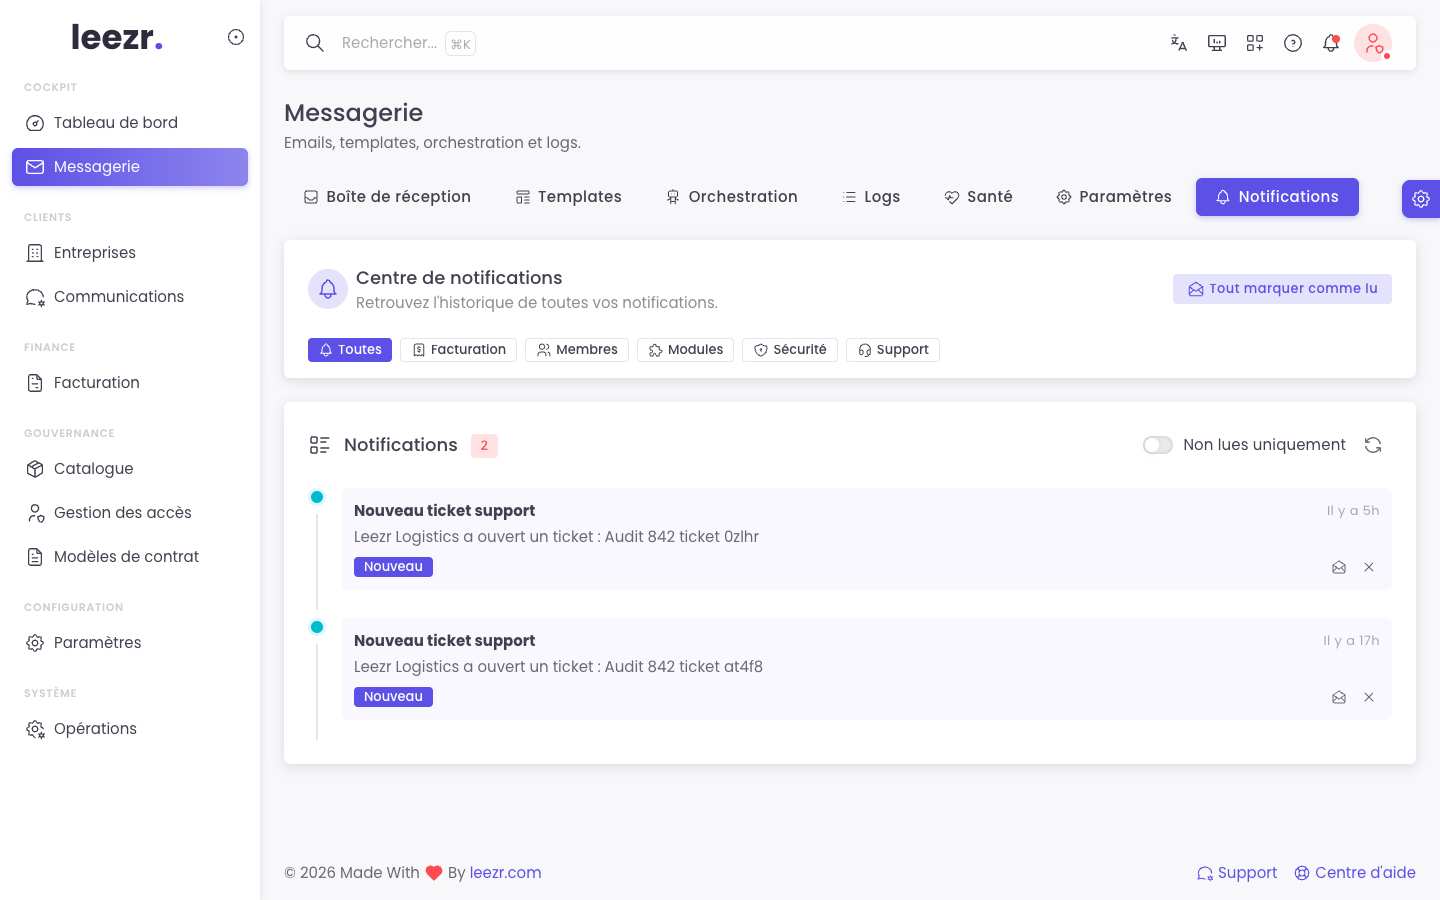 leezr.
COCKPIT
Tableau de bord
Messagerie
CLIENTS
Entreprises
Communications
FINANCE
Facturation
GOUVERNANCE
Catalogue
Gestion des accès
Modèles de contrat
CONFIGURATION
Paramètres
SYSTÈME
Opérations
Rechercher... ⌘K
Messagerie
Emails, templates, orchestration et logs.
Boîte de réception Templates Orchestration Logs Santé Paramètres Notifications
Centre de notifications
Retrouvez l'historique de toutes vos notifications.
Tout marquer comme lu
Toutes Facturation Membres Modules Sécurité Support
Notifications 2
Non lues uniquement
Nouveau ticket support Il y a 5h
Leezr Logistics a ouvert un ticket : Audit 842 ticket 0zlhr
Nouveau
Nouveau ticket support Il y a 17h
Leezr Logistics a ouvert un ticket : Audit 842 ticket at4f8
Nouveau
© 2026 Made With By leezr.com
Support Centre d'aide